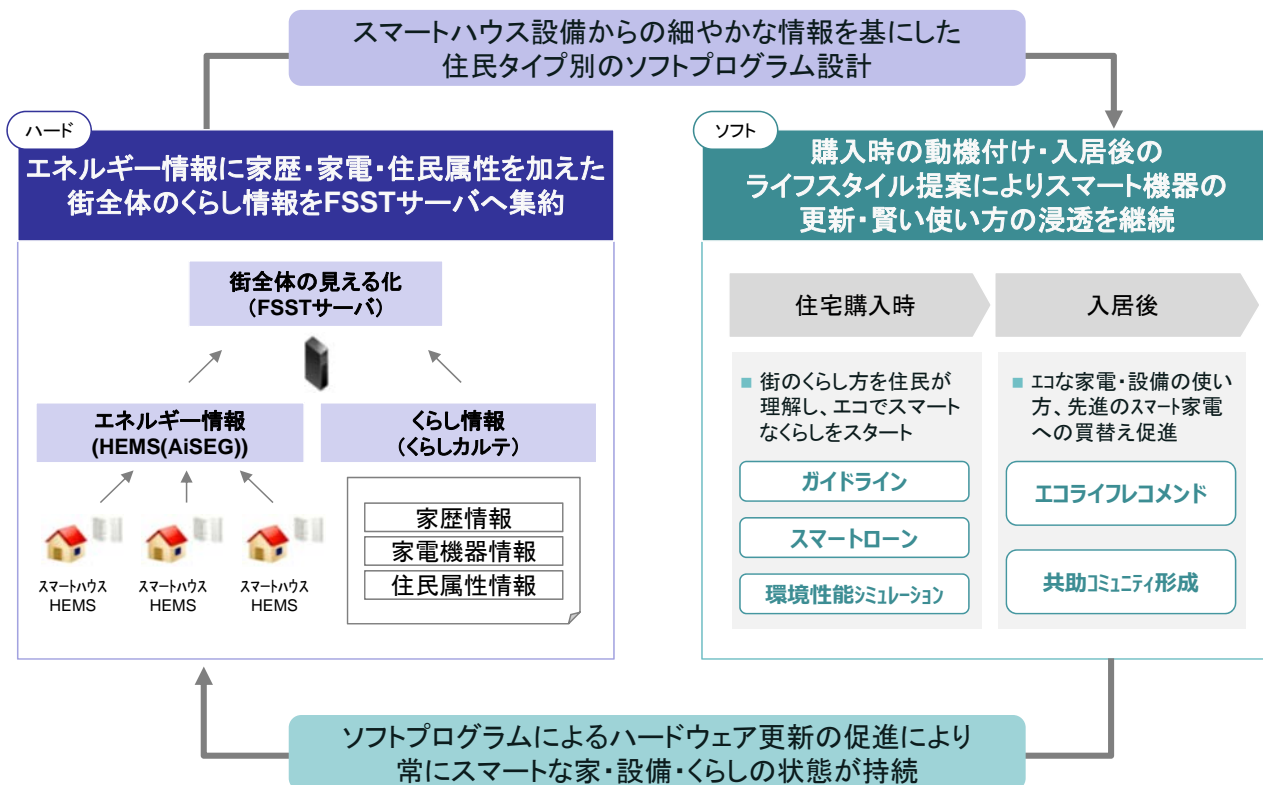 スマートハウス設備からの細やかな情報を基にした
住民タイプ別のソフトプログラム設計
ハード
エネルギー情報に家歴・家電・住民属性を加えた
街全体のくらし情報をFSSTサーバへ集約
街全体の見える化
(FSSTサーバ)
エネルギー情報
(HEMS(AiSEG))
くらし情報
(くらしカルテ)
スマートハウス
HEMS
スマートハウス
HEMS
スマートハウス
HEMS
家歴情報
家電機器情報
住民属性情報
ソフト
購入時の動機付け・入居後の
ライフスタイル提案によりスマート機器の
更新・賢い使い方の浸透を継続
住宅購入時
■ 街のくらし方を住民が
理解し、エコでスマート
なくらしをスタート
ガイドライン
スマートローン
環境性能シミュレーション
入居後
■ エコな家電・設備の使い
方、先進のスマート家電
への買替え促進
エコライフレコメンド
共助コミュニティ形成
ソフトプログラムによるハードウェア更新の促進により
常にスマートな家・設備・くらしの状態が持続